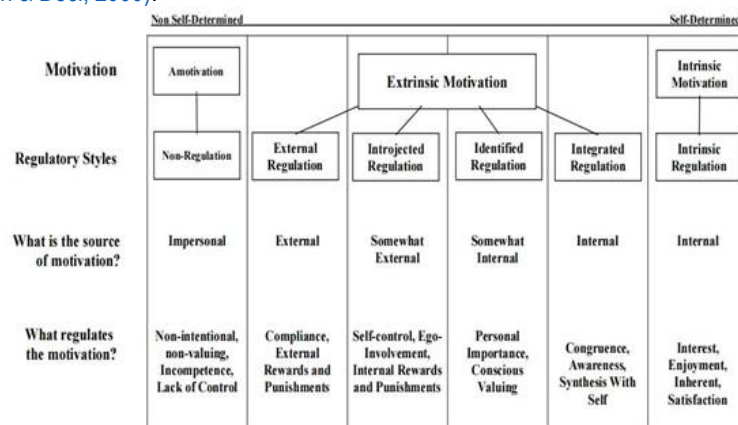 & Deci, 2000).
Non Self-Determined Self-Determined
Motivation
Amotivation
Extrinsic Motivation
Intrinsic
Motivation
Regulatory Styles
Non-Regulation
External
Regulation
Introjected
Regulation
Identified
Regulation
Integrated
Regulation
Intrinsic
Regulation
What is the source
of motivation?
Impersonal
External
Somewhat
External
Somewhat
Internal
Internal
Internal
What regulates
the motivation?
Non-intentional,
non-valuing,
Incompetence,
Lack of Control
Compliance,
External
Rewards and
Punishments
Self-control, Ego-
Involvement,
Internal Rewards
and Punishments
Personal
Importance,
Conscious
Valuing
Congruence,
Awareness,
Synthesis With
Self
Interest,
Enjoyment,
Inherent,
Satisfaction